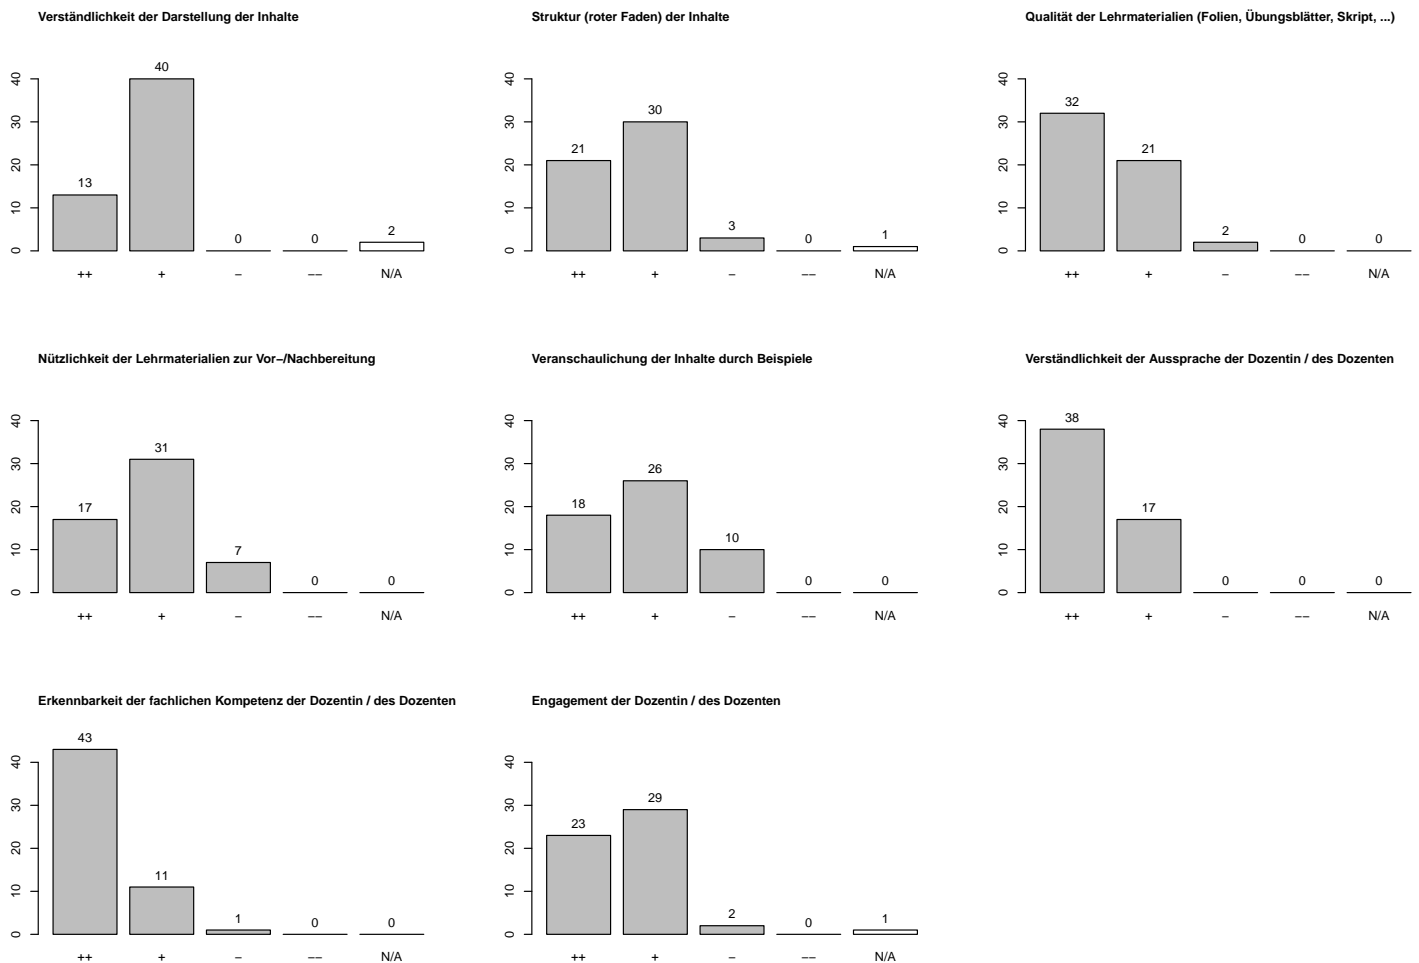 Verständlichkeit der Darstellung der Inhalte
40
13
0
0
2
0 10 20 30 40
++ + − −− N/A
Struktur (roter Faden) der Inhalte
21
30
3
0
1
0 10 20 30 40
++ + − −− N/A
Qualität der Lehrmaterialien (Folien, Übungsblätter, Skript, ...)
32
21
2
0
0
0 10 20 30 40
++ + − −− N/A
Nützlichkeit der Lehrmaterialien zur Vor−/Nachbereitung
17
31
7
0
0
0 10 20 30 40
++ + − −− N/A
Veranschaulichung der Inhalte durch Beispiele
18
26
10
0
0
0 10 20 30 40
++ + − −− N/A
Verständlichkeit der Aussprache der Dozentin / des Dozenten
38
17
0
0
0
0 10 20 30 40
++ + − −− N/A
Erkennbarkeit der fachlichen Kompetenz der Dozentin / des Dozenten
43
11
1
0
0
0 10 20 30 40
++ + − −− N/A
Engagement der Dozentin / des Dozenten
23
29
2
0
1
0 10 20 30 40
++ + − −− N/A